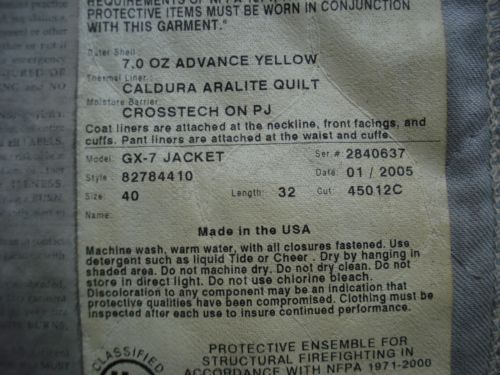 PROTECTIVE ITEMS MUST BE WORN IN CONJUNCTION
WITH THIS GARMENT."
Outer Shell:
7.0 OZ ADVANCE YELLOW
Thermal Liner:
CALDURA ARALITE QUILT
Moisture Barrier
CROSSTECH ON PJ
Coat liners are attached at the neckline, front facings, and
cuffs. Pant liners are attached at the waist and cuffs.
Model: GX-7 JACKET Ser # 2840637
Style: 82784410 Date: 01 / 2005
Size: 40 Length: 32 Cut: 45012C
Name:
Made in the USA
Machine wash, warm water, with all closures fastened. Use
detergent such as liquid Tide or Cheer . Dry by hanging in
shaded area. Do not machine dry. Do not dry clean. Do not
store in direct light. Do not use chlorine bleach.
Discoloration to any component may be an indication that
protective qualities have been compromised. Clothing must be
inspected after each use to insure continued performance.
CLASSIFIED
PROTECTIVE ENSEMBLE FOR
STRUCTURAL FIREFIGHTING IN
ACCORDANCE WITH NFPA 1971-2000